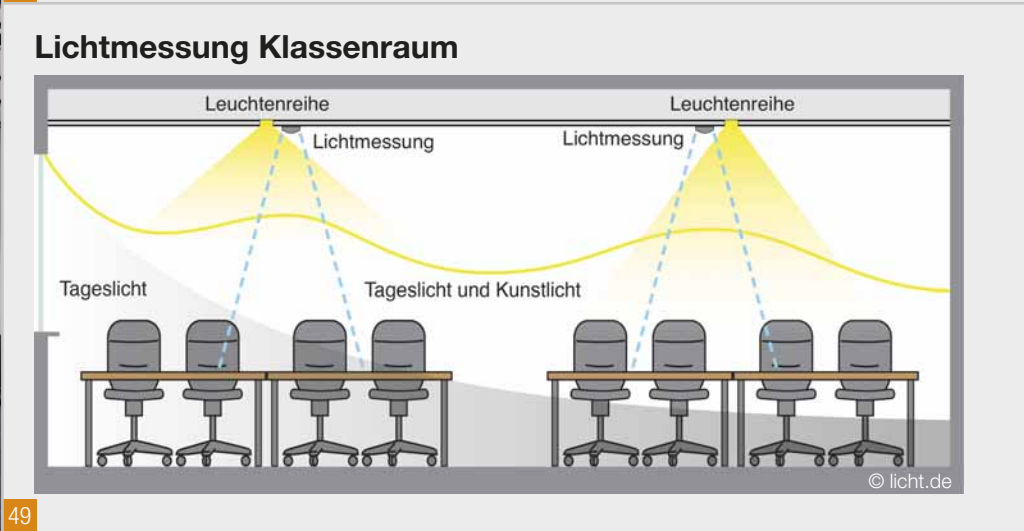 Lichtmessung Klassenraum
Leuchtenreihe
Leuchtenreihe
Lichtmessung
Lichtmessung
Tageslicht
Tageslicht und Kunstlicht
© licht.de
49